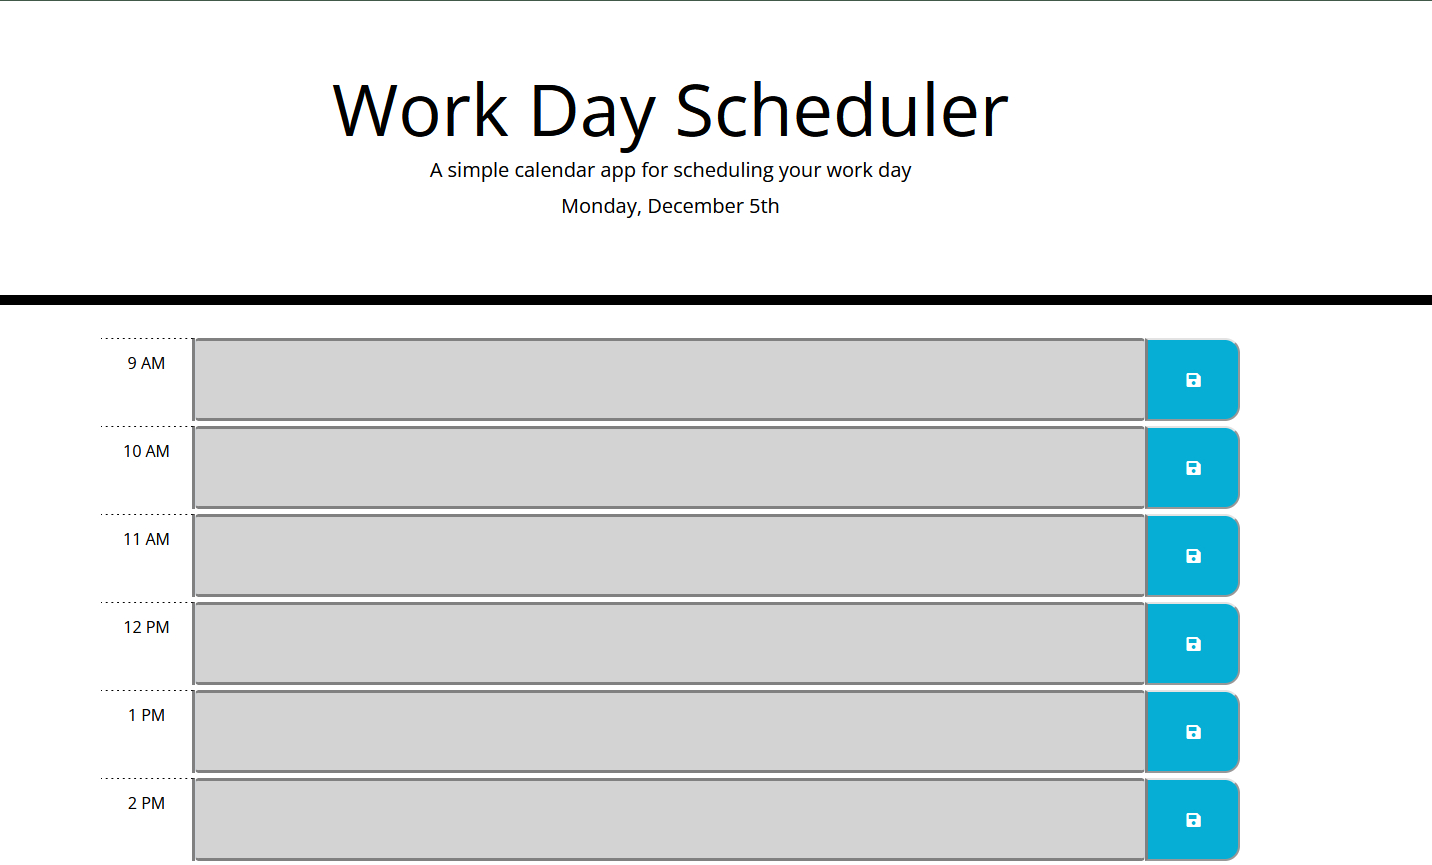 Work Day Scheduler
A simple calendar app for scheduling your work day
Monday, December 5th
9 AM
10 AM
11 AM
12 PM
1 PM
2 PM